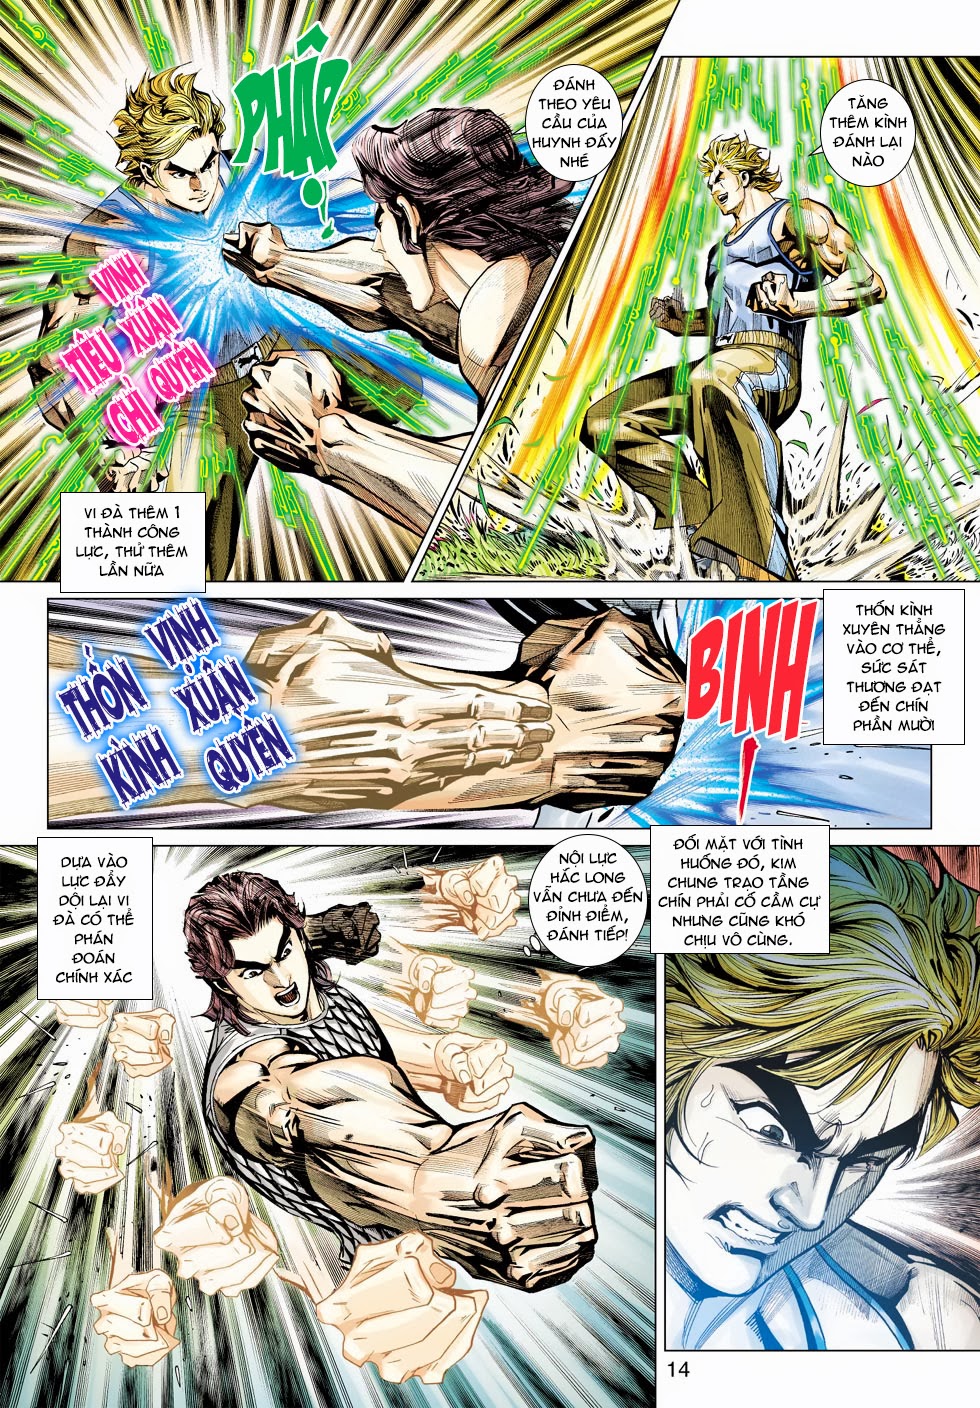 TĂNG
THÊM KÌNH
ĐÁNH LẠI
NÀO
ĐÁNH
THEO YÊU
CẦU CỦA
HUYNH ĐẤY
NHÉ
PHẬP!
VỊNH
TIÊU XUÂN
CHỈ QUYỀN
VI ĐÀ THÊM 1
THÀNH CÔNG
LỰC, THỬ THÊM
LẦN NỮA
THỐN KÌNH
XUYÊN THẲNG
VÀO CƠ THỂ,
SỨC SÁT
THƯƠNG ĐẠT
ĐẾN CHÍN
PHẦN MƯỜI
BINH!
VỊNH
THỐN XUÂN
KÌNH QUYỀN
ĐỐI MẶT VỚI TÌNH
HUỐNG ĐÓ, KIM
CHUNG TRẠO TẦNG
CHÍN PHẢI CỐ CẦM CỰ
NHƯNG CŨNG KHÓ
CHỊU VÔ CÙNG.
NỘI LỰC
HẮC LONG
VẪN CHƯA ĐẾN
ĐỈNH ĐIỂM,
ĐÁNH TIẾP!
DỰA VÀO
LỰC ĐẨY
DỘI LẠI VI
ĐÀ CÓ THỂ
PHÁN
ĐOÁN
CHÍNH XÁC
14